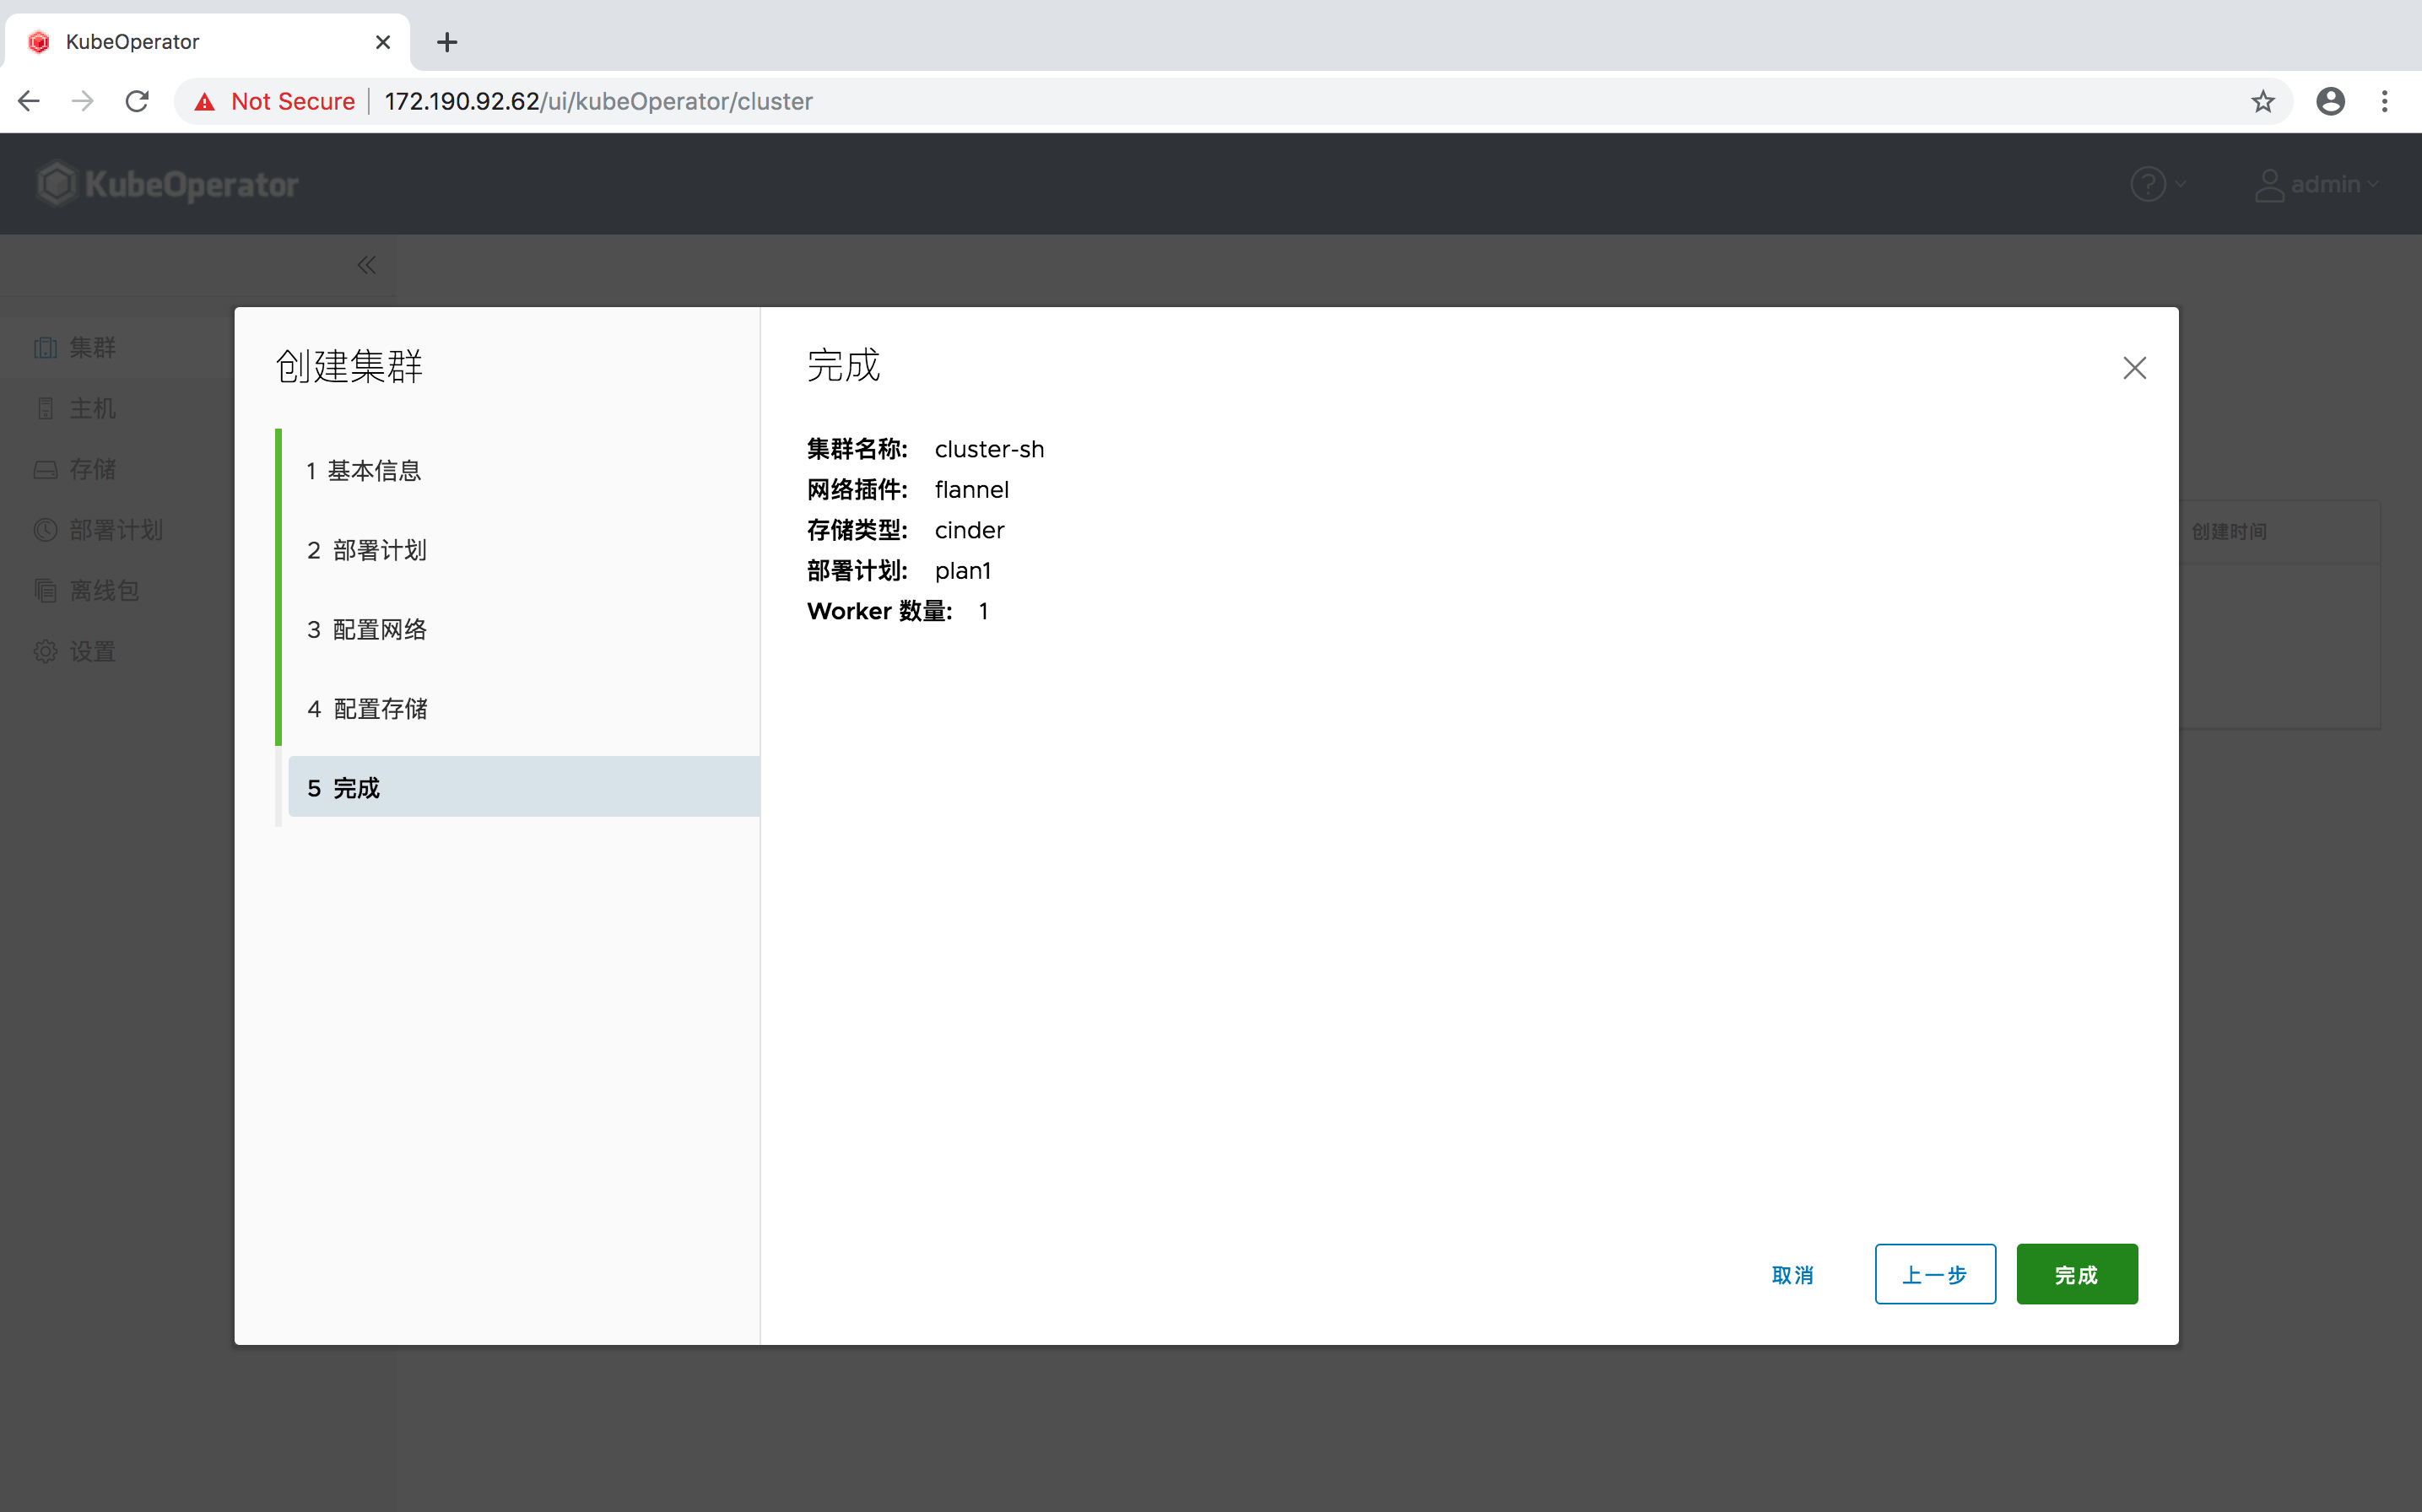 KubeOperator
Not Secure 172.190.92.62/ui/kubeOperator/cluster
KubeOperator
admin
集群
主机
存储
部署计划
离线包
设置
创建时间
创建集群
1 基本信息
2 部署计划
3 配置网络
4 配置存储
5 完成
完成
集群名称: cluster-sh
网络插件: flannel
存储类型: cinder
部署计划: plan1
Worker 数量: 1
取消
上一步
完成